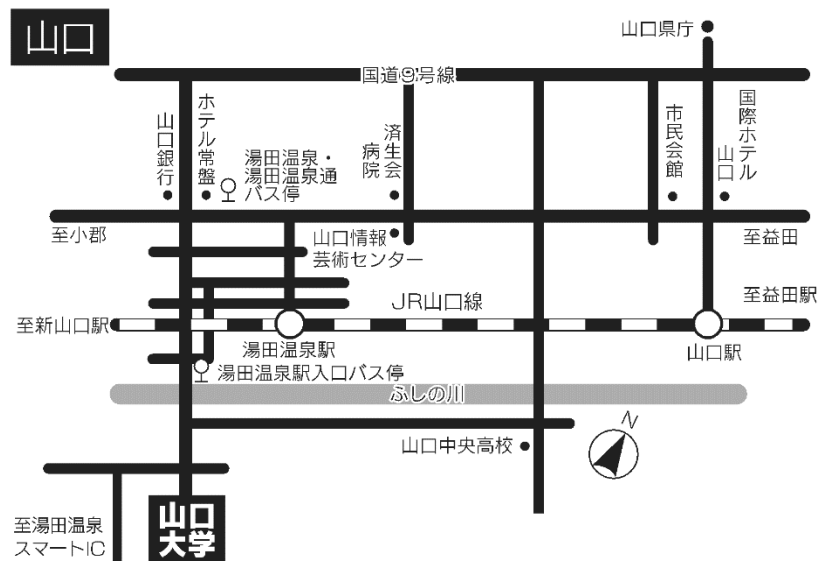 山口
山口県庁
国道9号線
山口銀行
ホテル常盤
湯田温泉・
湯田温泉通
バス停
済生会
病院
市民会館
国際ホテル
山口
至小郡
山口情報
芸術センター
至益田
至新山口駅
JR山口線
至益田駅
湯田温泉駅
山口駅
湯田温泉駅入口バス停
ふしの川
山口中央高校
N
至湯田温泉
スマートIC
山口
大学